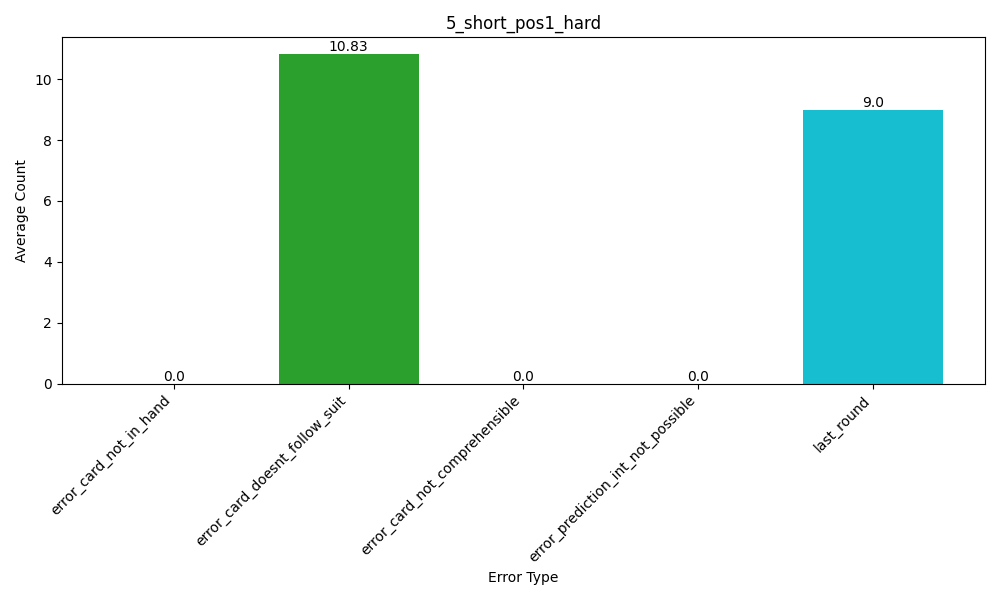 5_short_pos1_hard
10.83
9.0
0.0
0.0
0.0
10
8
6
4
2
0
Average Count
error_card_not_in_hand
error_card_doesnt_follow_suit
error_card_not_comprehensible
error_prediction_int_not_possible
last_round
Error Type